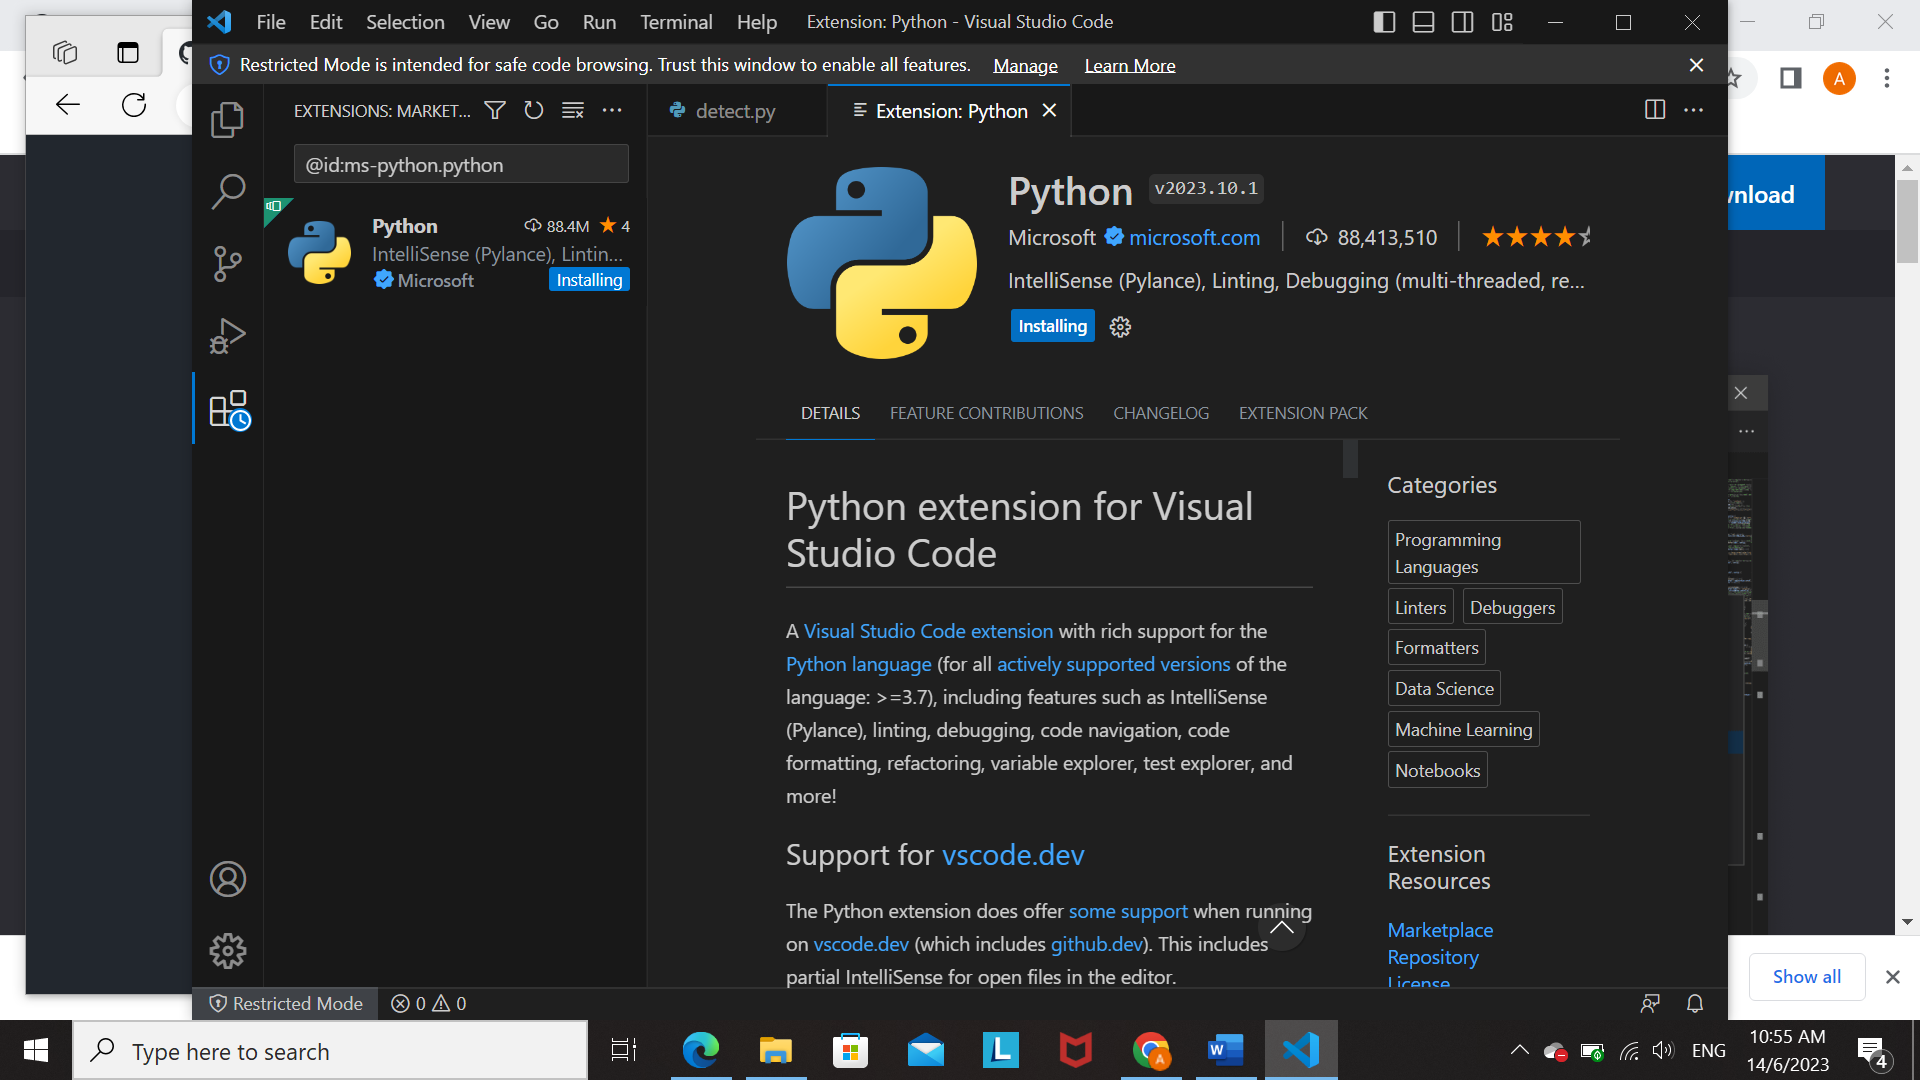 File Edit Selection View Go Run Terminal Help Extension: Python - Visual Studio Code
Restricted Mode is intended for safe code browsing. Trust this window to enable all features. Manage Learn More
EXTENSIONS: MARKET...
detect.py
Extension: Python
A
@id:ms-python.python
Python 88.4M 4
IntelliSense (Pylance), Lintin...
Microsoft
Installing
Python v2023.10.1
Microsoft microsoft.com 88,413,510
IntelliSense (Pylance), Linting, Debugging (multi-threaded, re...
Installing
DETAILS FEATURE CONTRIBUTIONS CHANGELOG EXTENSION PACK
Python extension for Visual
Studio Code
A Visual Studio Code extension with rich support for the
Python language (for all actively supported versions of the
language: >=3.7), including features such as IntelliSense
(Pylance), linting, debugging, code navigation, code
formatting, refactoring, variable explorer, test explorer, and
more!
Support for vscode.dev
The Python extension does offer some support when running
on vscode.dev (which includes github.dev). This includes
partial IntelliSense for open files in the editor.
Categories
Programming
Languages
Linters Debuggers
Formatters
Data Science
Machine Learning
Notebooks
Extension
Resources
Marketplace
Repository
License
wnload
Show all
Restricted Mode 0 0
Type here to search
L
A
W
ENG
10:55 AM
14/6/2023
4